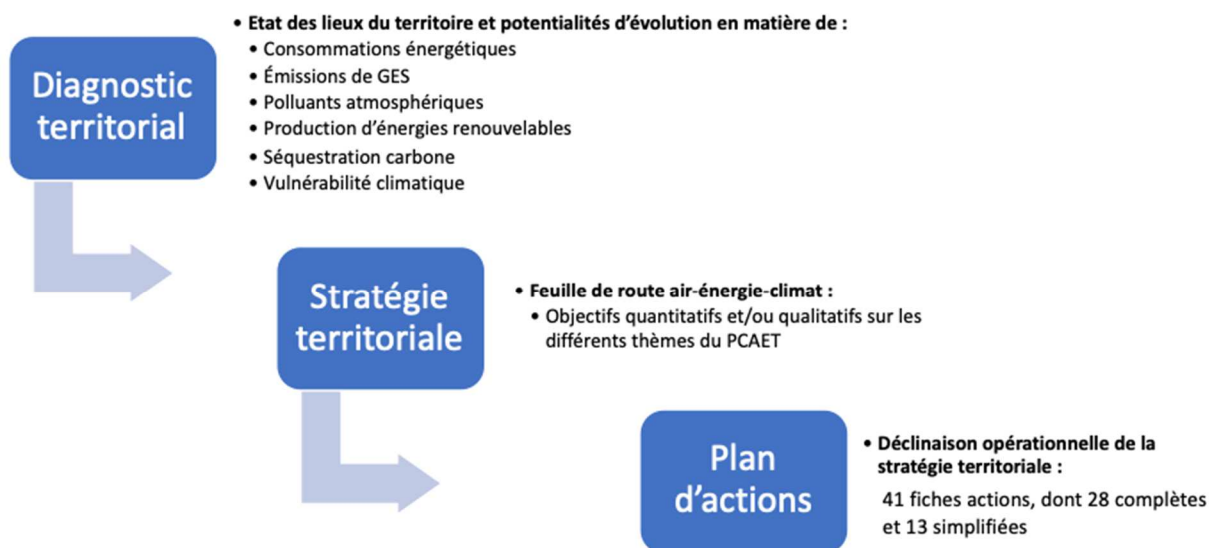 • Etat des lieux du territoire et potentialités d'évolution en matière de :
• Consommations énergétiques
• Émissions de GES
• Polluants atmosphériques
• Production d'énergies renouvelables
• Séquestration carbone
• Vulnérabilité climatique
Diagnostic
territorial
Stratégie
territoriale
• Feuille de route air-énergie-climat :
• Objectifs quantitatifs et/ou qualitatifs sur les
différents thèmes du PCAET
Plan
d'actions
• Déclinaison opérationnelle de la
stratégie territoriale :
41 fiches actions, dont 28 complètes
et 13 simplifiées